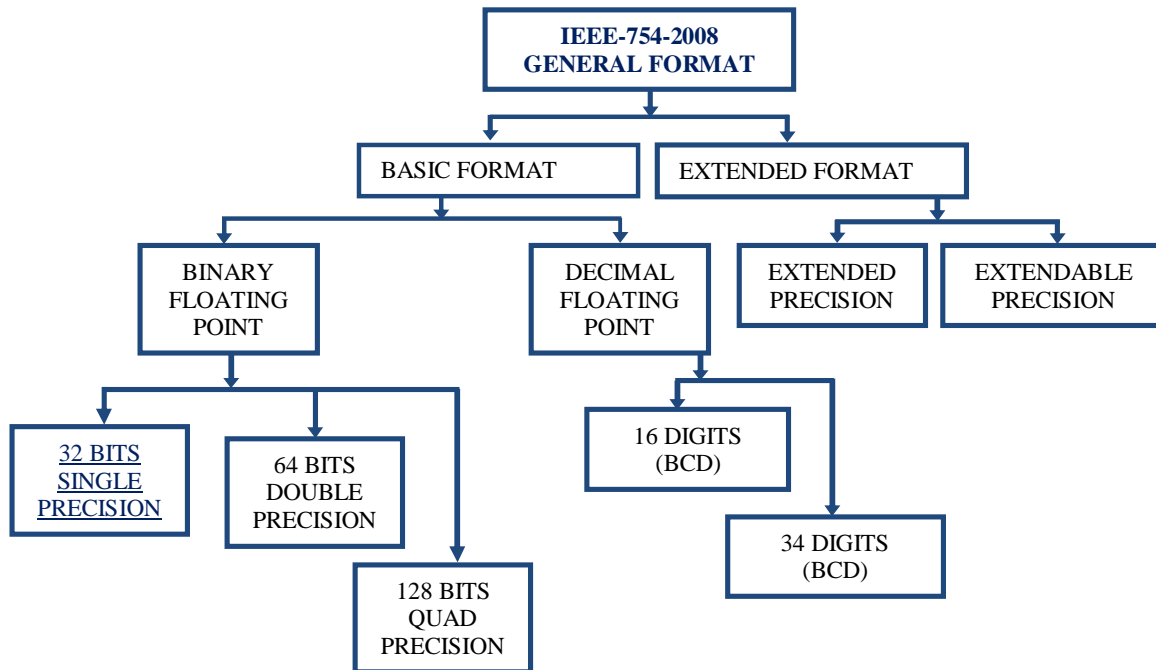 IEEE-754-2008
GENERAL FORMAT
BASIC FORMAT
EXTENDED FORMAT
BINARY
FLOATING
POINT
DECIMAL
FLOATING
POINT
EXTENDED
PRECISION
EXTENDABLE
PRECISION
32 BITS
SINGLE
PRECISION
64 BITS
DOUBLE
PRECISION
128 BITS
QUAD
PRECISION
16 DIGITS
(BCD)
34 DIGITS
(BCD)